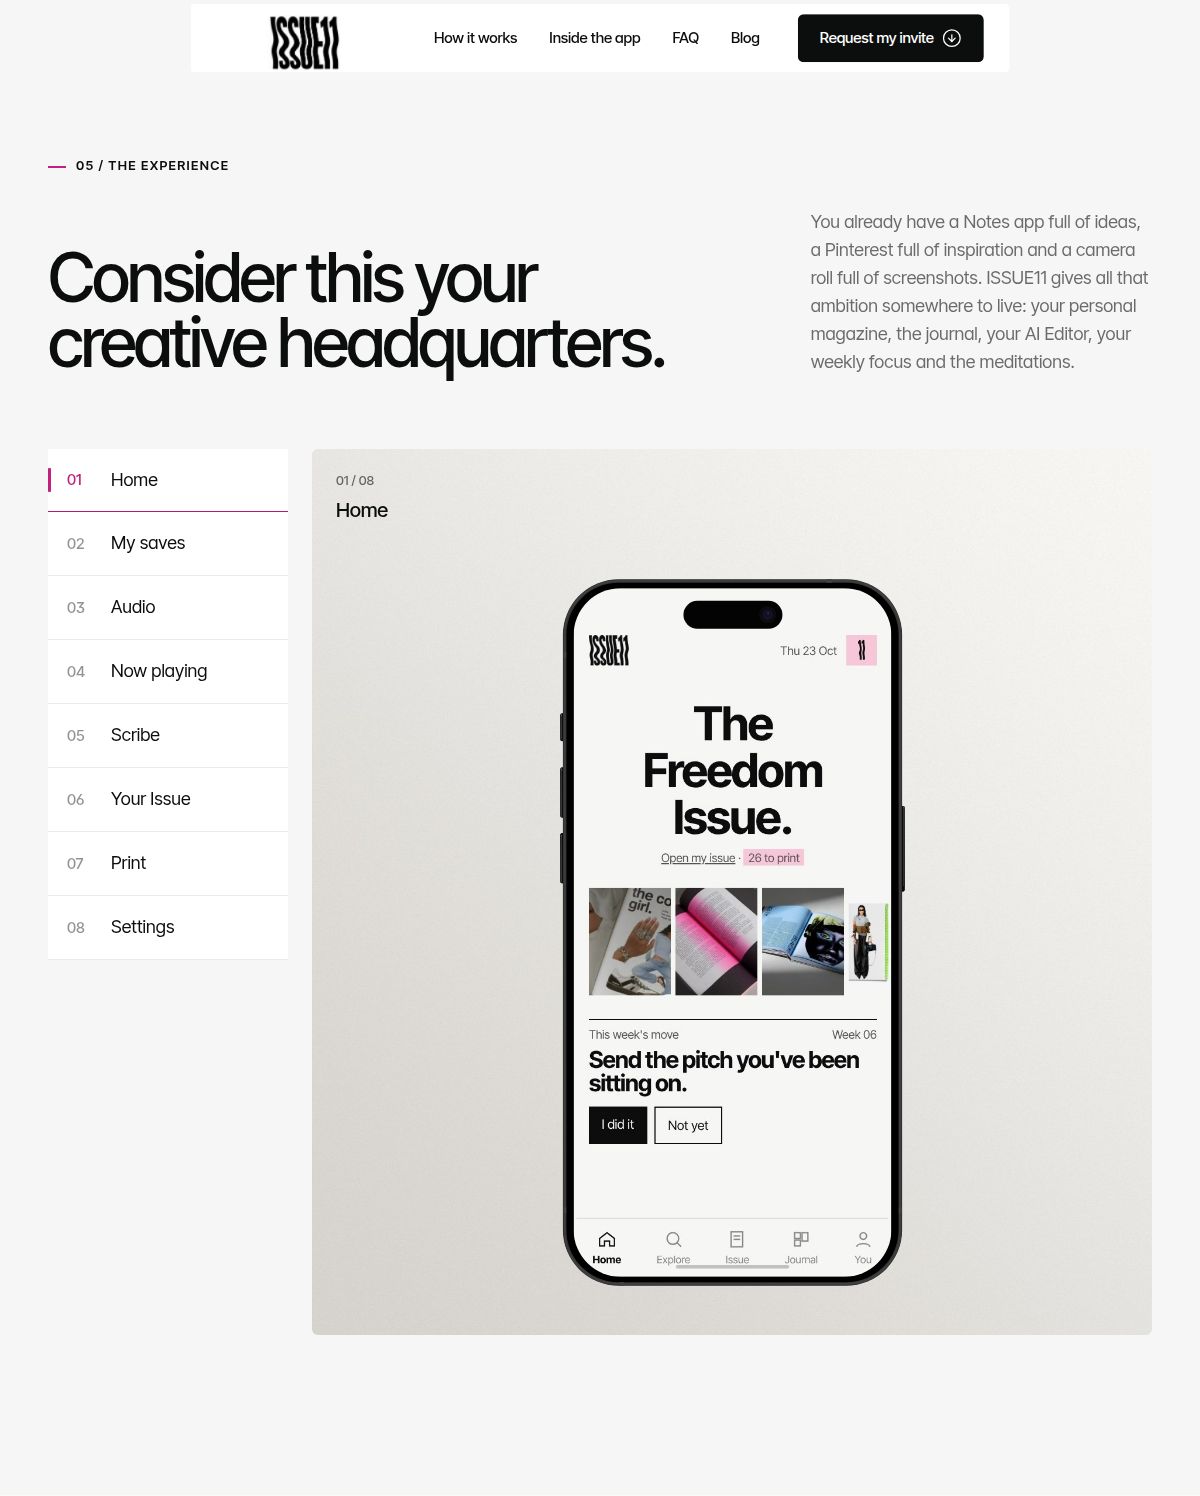 ISSUE11
How it works
Inside the app
FAQ
Blog
Request my invite
05 / THE EXPERIENCE
Consider this your
creative headquarters.
You already have a Notes app full of ideas,
a Pinterest full of inspiration and a camera
roll full of screenshots. ISSUE11 gives all that
ambition somewhere to live: your personal
magazine, the journal, your AI Editor, your
weekly focus and the meditations.
01 Home
02 My saves
03 Audio
04 Now playing
05 Scribe
06 Your Issue
07 Print
08 Settings
01 / 08
Home
ISSUE11
Thu 23 Oct
11
The
Freedom
Issue.
Open my issue · 26 to print
the co
girl.
This week's move
Week 06
Send the pitch you've been
sitting on.
I did it
Not yet
Home
Explore
Issue
Journal
You